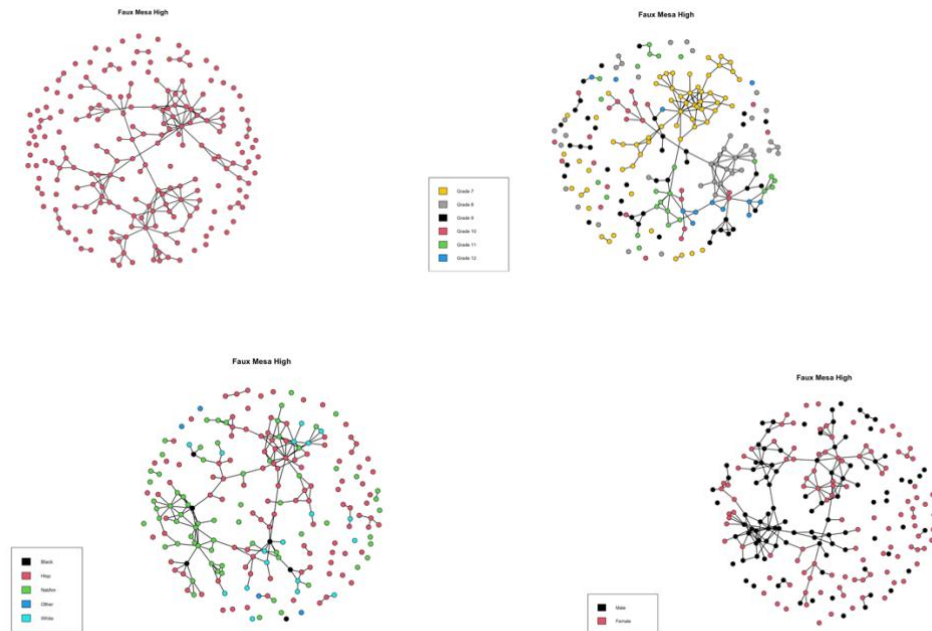 Faux Mesa High
Faux Mesa High
Grade 7
Grade 8
Grade 9
Grade 10
Grade 11
Grade 12
Faux Mesa High
Black
Hisp
NatAm
Other
White
Faux Mesa High
Male
Female